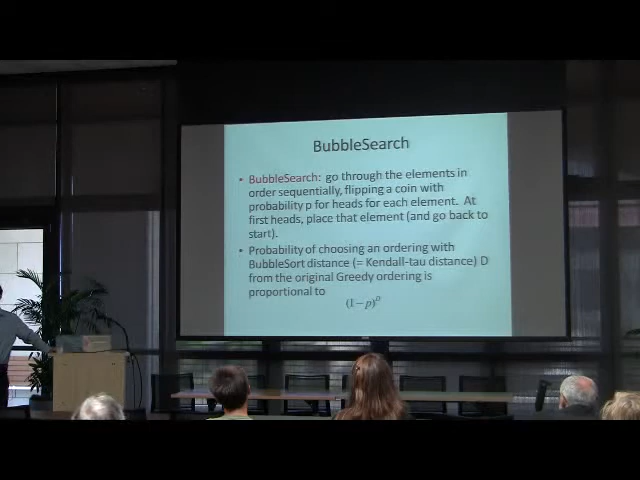 BubbleSearch
• BubbleSearch: go through the elements in
order sequentially, flipping a coin with
probability p for heads for each element. At
first heads, place that element (and go back to
start).
• Probability of choosing an ordering with
BubbleSort distance (= Kendall-tau distance) D
from the original Greedy ordering is
proportional to
(1−p)^D